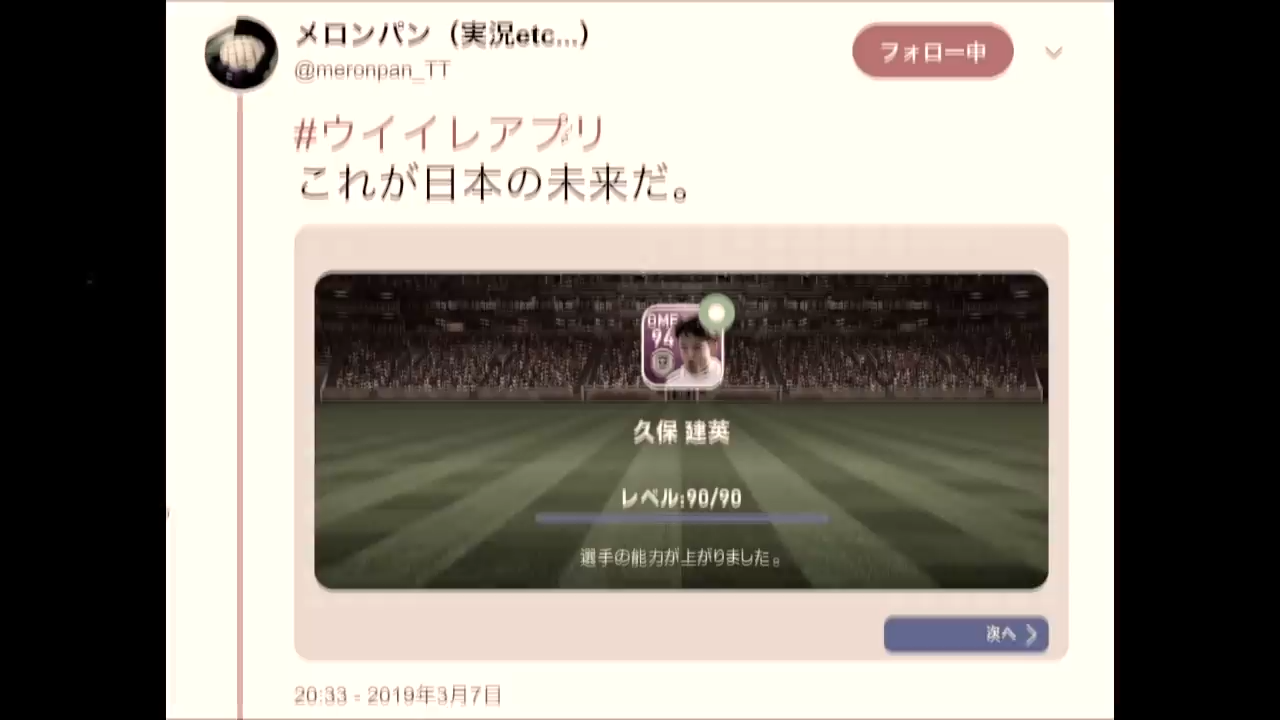 メロンパン（実況etc...）
フォロー中
@meronpan_TT
#ウイイレアプリ
これが日本の未来だ。
OMF
94
久保 建英
レベル:90/90
選手の能力が上がりました。
次へ
20:33 - 2019年3月7日